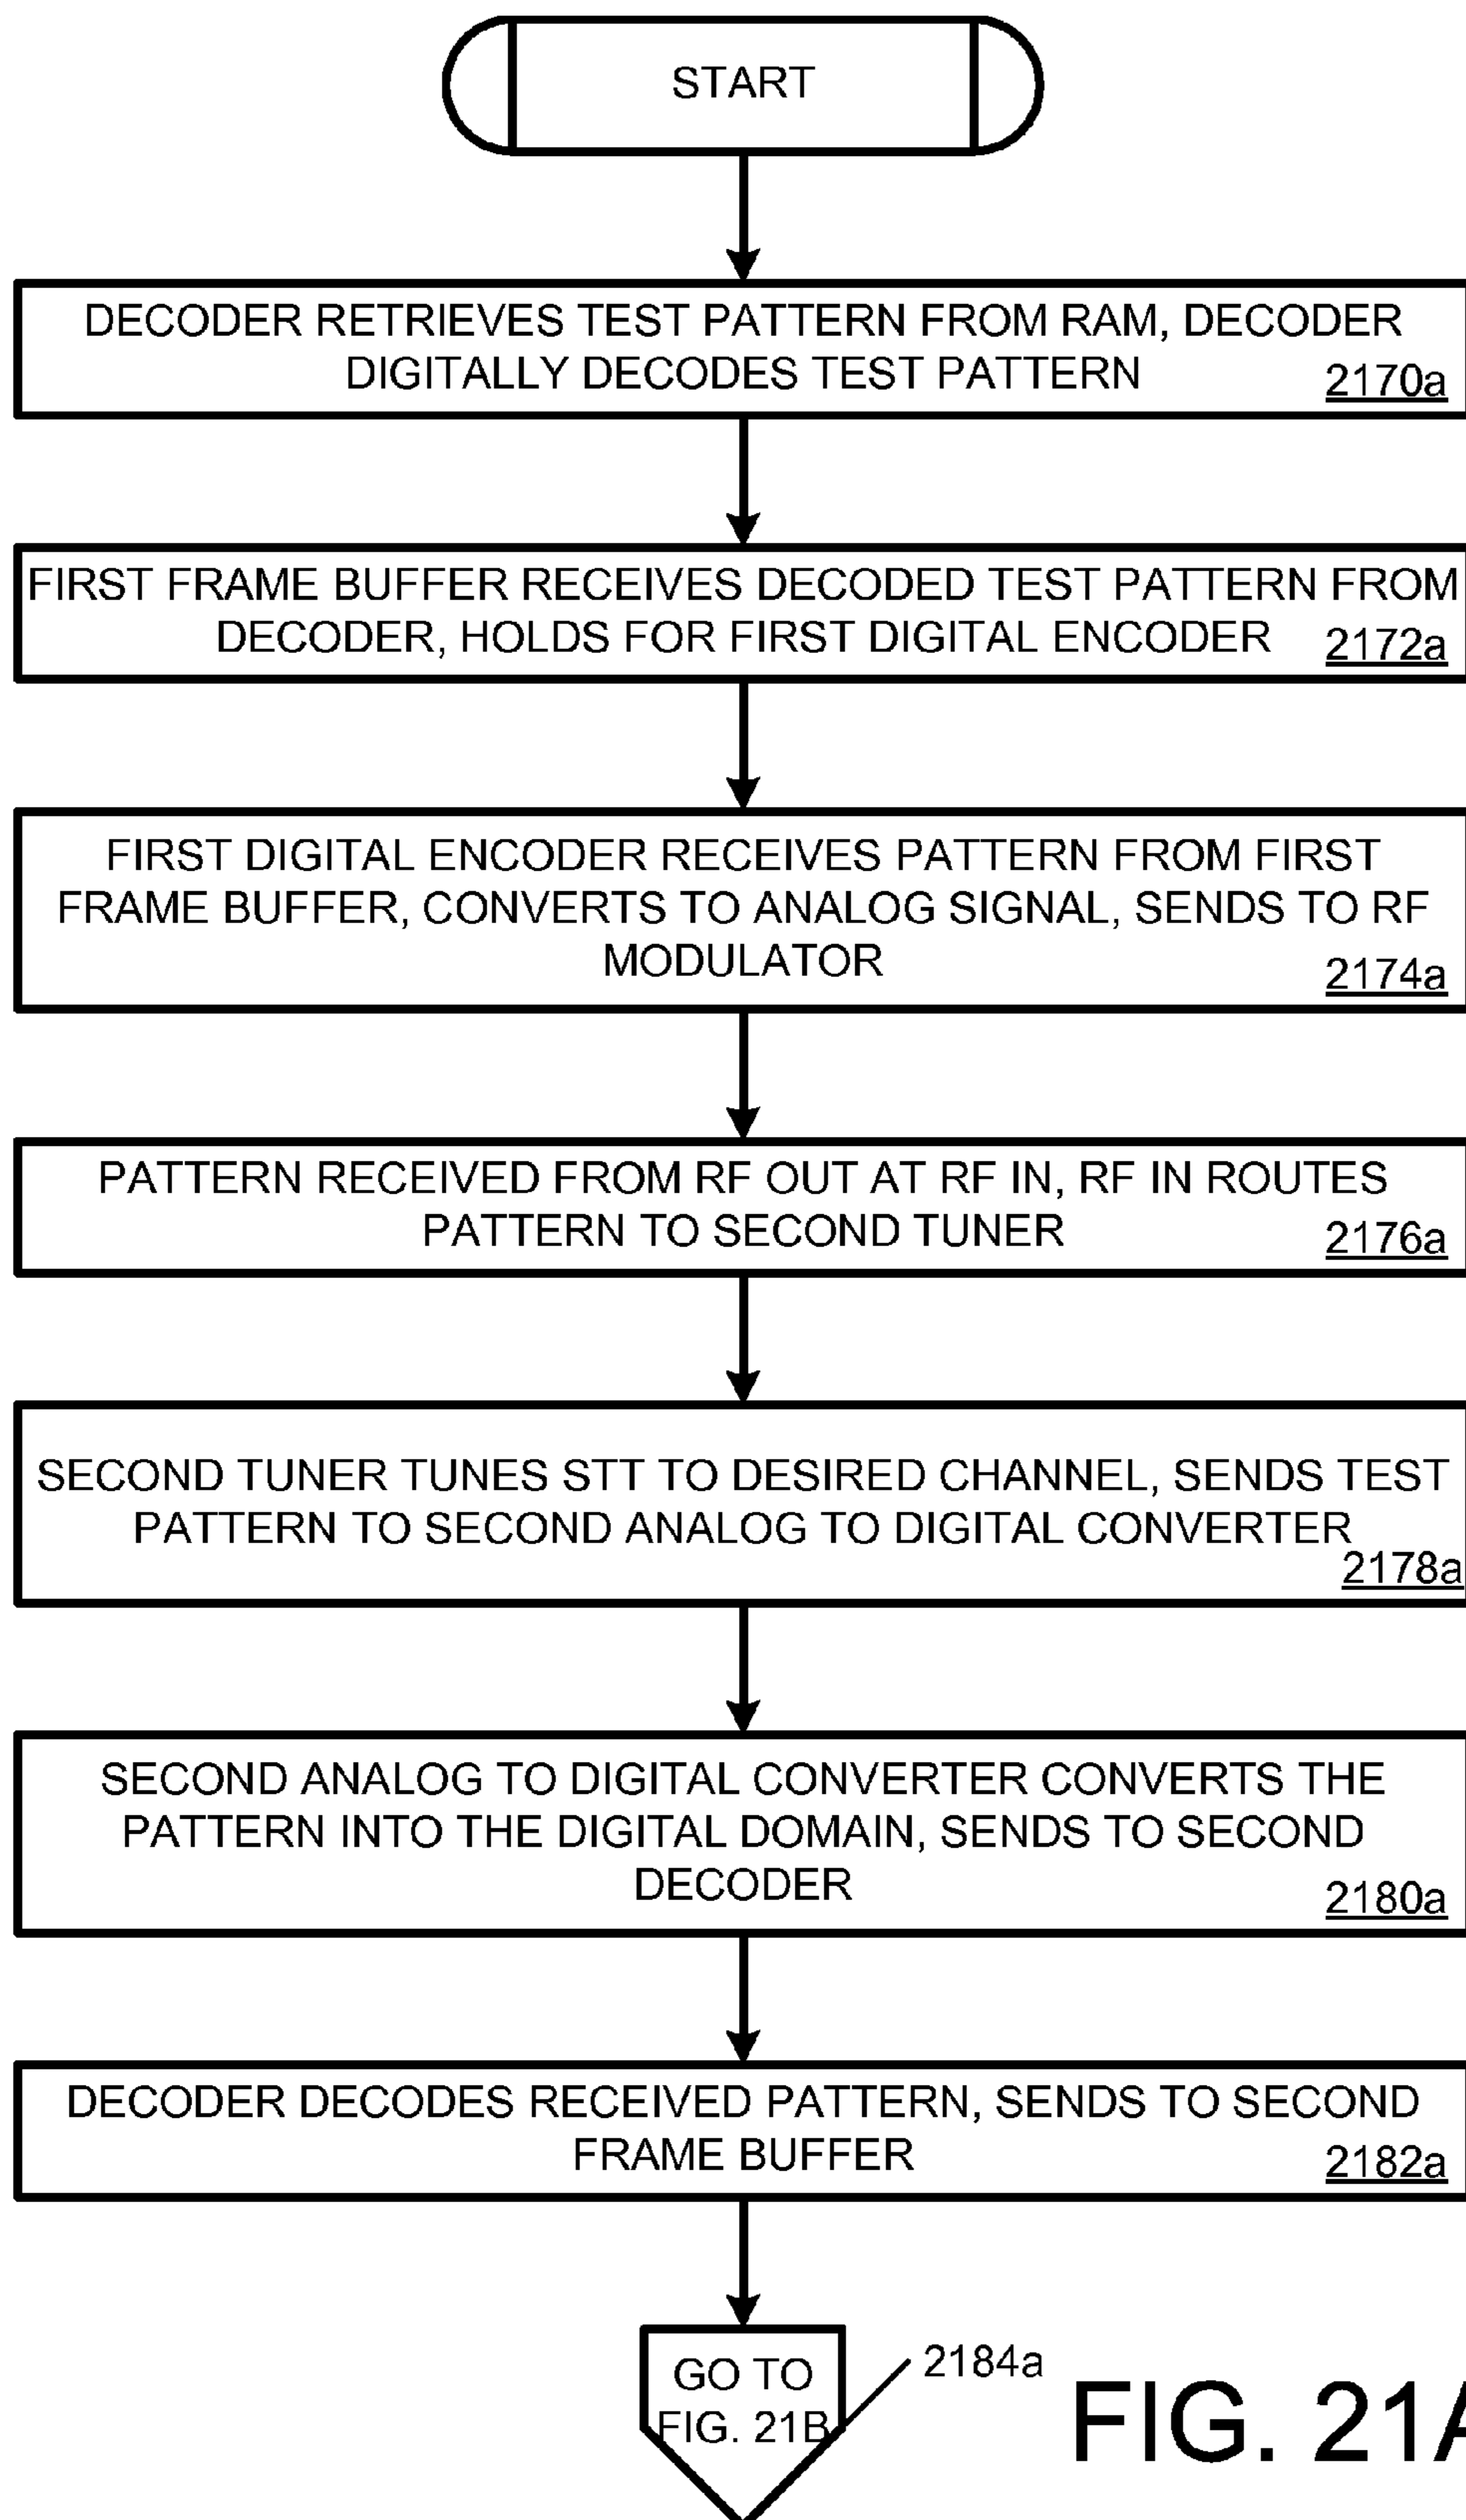 START
DECODER RETRIEVES TEST PATTERN FROM RAM, DECODER
DIGITALLY DECODES TEST PATTERN
2170a
FIRST FRAME BUFFER RECEIVES DECODED TEST PATTERN FROM
DECODER, HOLDS FOR FIRST DIGITAL ENCODER
2172a
FIRST DIGITAL ENCODER RECEIVES PATTERN FROM FIRST
FRAME BUFFER, CONVERTS TO ANALOG SIGNAL, SENDS TO RF
MODULATOR
2174a
PATTERN RECEIVED FROM RF OUT AT RF IN, RF IN ROUTES
PATTERN TO SECOND TUNER
2176a
SECOND TUNER TUNES STT TO DESIRED CHANNEL, SENDS TEST
PATTERN TO SECOND ANALOG TO DIGITAL CONVERTER
2178a
SECOND ANALOG TO DIGITAL CONVERTER CONVERTS THE
PATTERN INTO THE DIGITAL DOMAIN, SENDS TO SECOND
DECODER
2180a
DECODER DECODES RECEIVED PATTERN, SENDS TO SECOND
FRAME BUFFER
2182a
GO TO
FIG. 21B
2184a
FIG. 21A